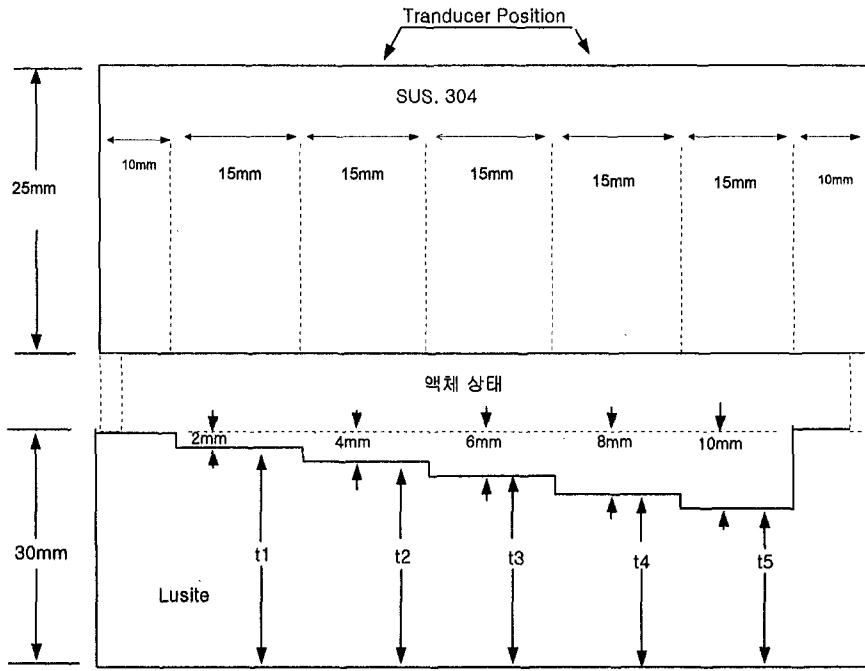 Tranducer Position
SUS. 304
10mm
15mm
15mm
15mm
15mm
15mm
10mm
25mm
액체 상태
2mm
4mm
6mm
8mm
10mm
30mm
t1
t2
t3
t4
t5
Lusite